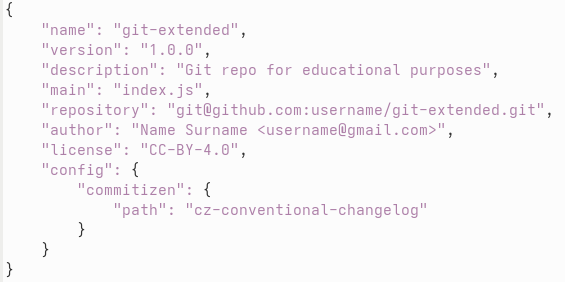 {
    "name": "git-extended",
    "version": "1.0.0",
    "description": "Git repo for educational purposes",
    "main": "index.js",
    "repository": "git@github.com:username/git-extended.git",
    "author": "Name Surname <username@gmail.com>",
    "license": "CC-BY-4.0",
    "config": {
        "commitizen": {
            "path": "cz-conventional-changelog"
        }
    }
}